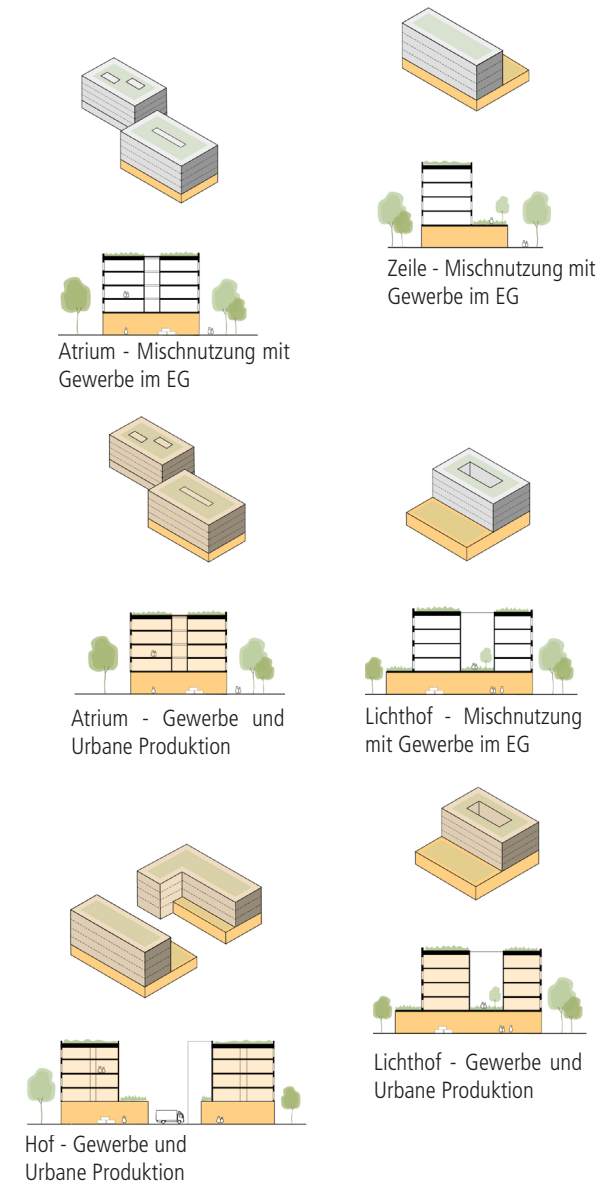 Zeile - Mischnutzung mit
Gewerbe im EG
Atrium - Mischnutzung mit
Gewerbe im EG
Atrium - Gewerbe und
Urbane Produktion
Lichthof - Mischnutzung
mit Gewerbe im EG
Lichthof - Gewerbe und
Urbane Produktion
Hof - Gewerbe und
Urbane Produktion